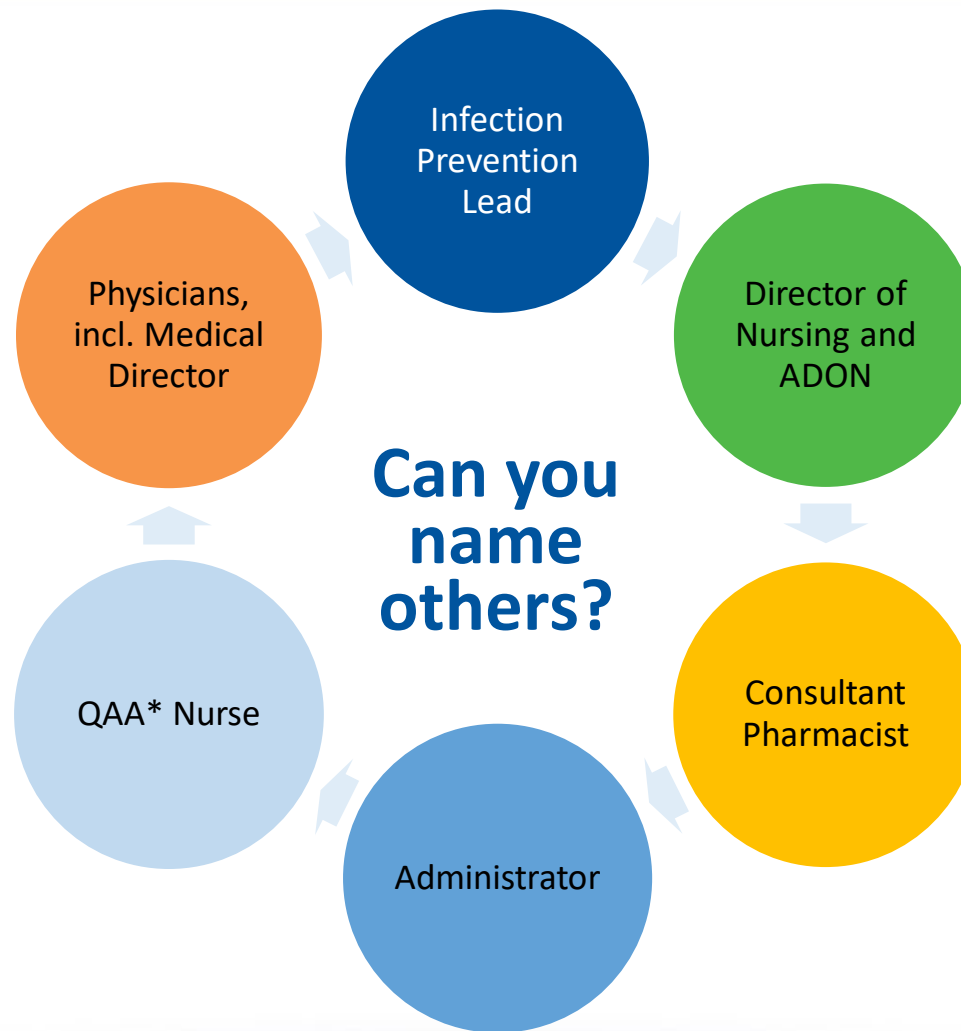 Infection
Prevention
Lead
Director of
Nursing and
ADON
Consultant
Pharmacist
Administrator
QAA* Nurse
Physicians,
incl. Medical
Director
Can you
name
others?